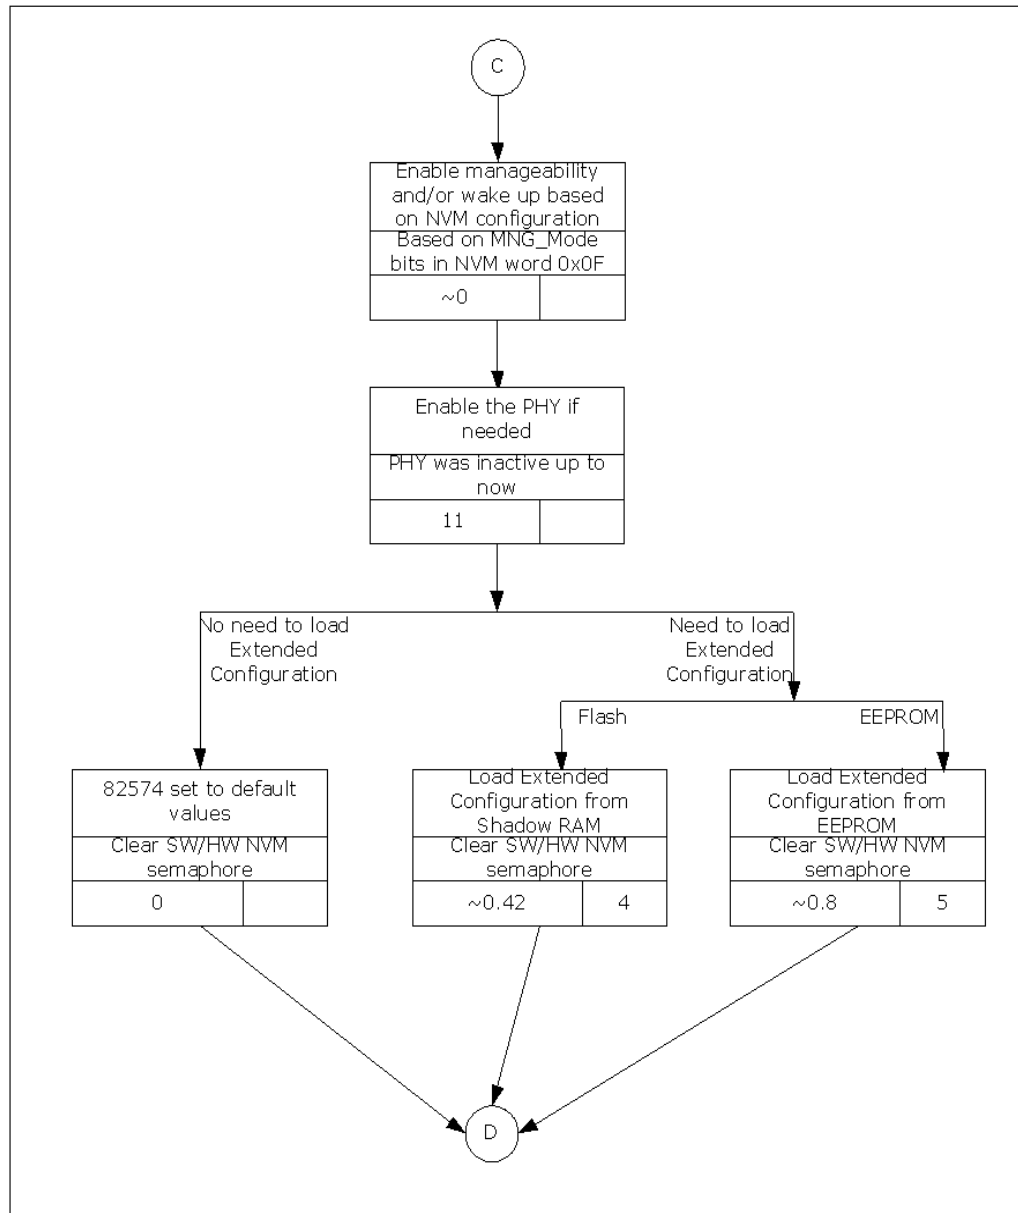 C
Enable manageability
and/or wake up based
on NVM configuration
Based on MNG_Mode
bits in NVM word 0x0F
~0
Enable the PHY if
needed
PHY was inactive up to
now
11
No need to load
Extended
Configuration
Need to load
Extended
Configuration
Flash
EEPROM
82574 set to default
values
Clear SW/HW NVM
semaphore
0
Load Extended
Configuration from
Shadow RAM
Clear SW/HW NVM
semaphore
~0.42
4
Load Extended
Configuration from
EEPROM
Clear SW/HW NVM
semaphore
~0.8
5
D